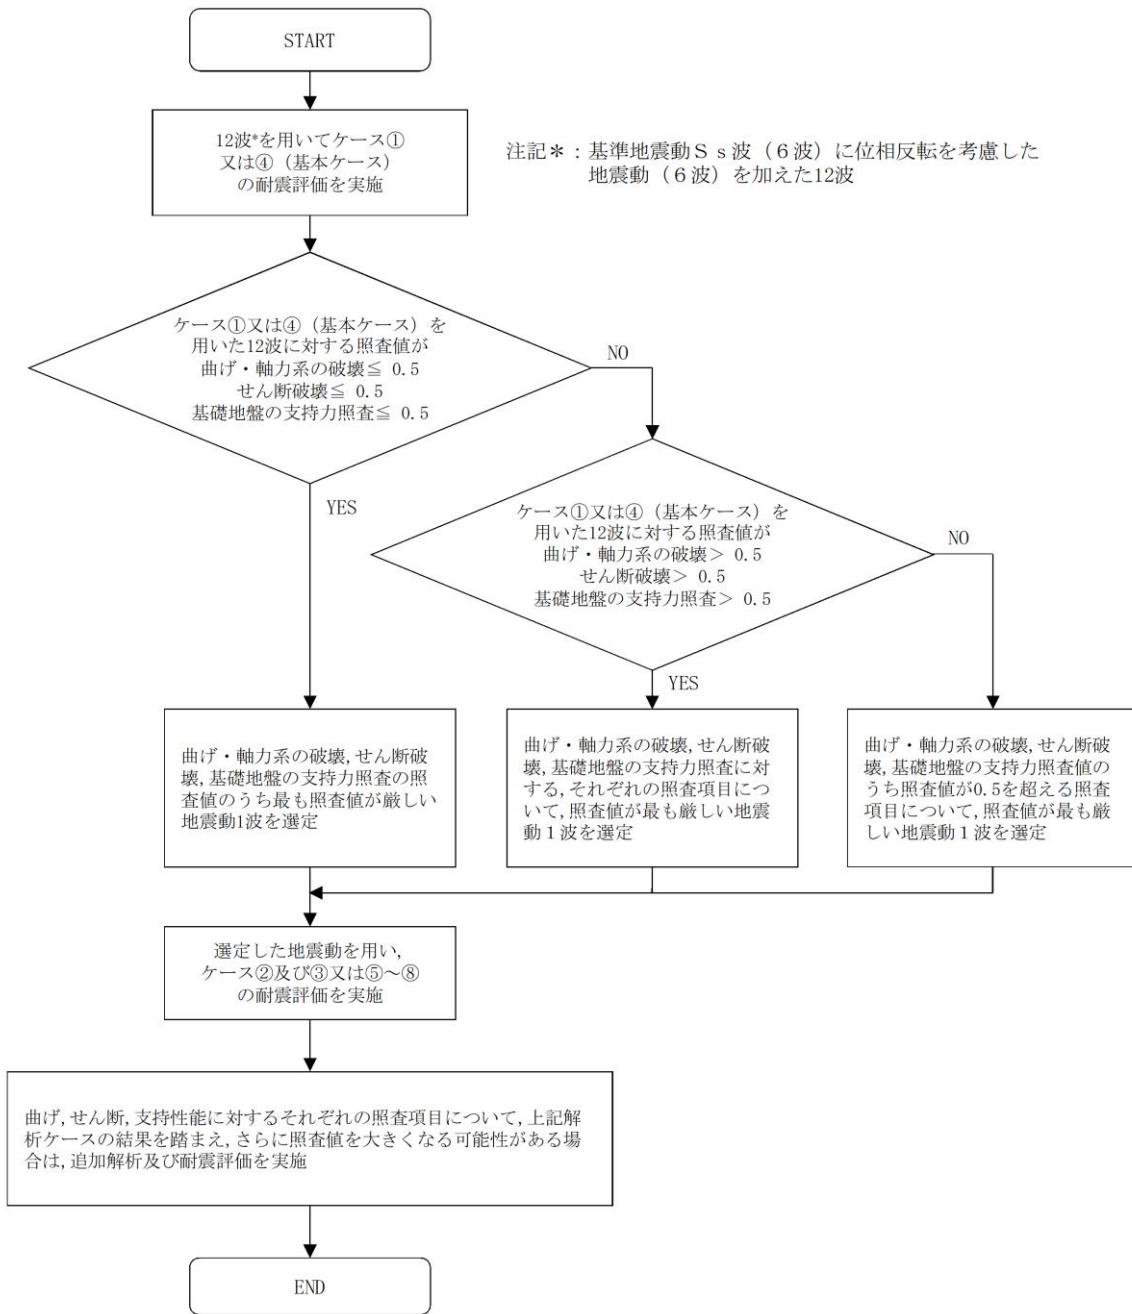 START
12波*を用いてケース①
又は④（基本ケース）
の耐震評価を実施
注記＊：基準地震動Ｓｓ波（６波）に位相反転を考慮した
地震動（６波）を加えた12波
ケース①又は④（基本ケース）を
用いた12波に対する照査値が
曲げ・軸力系の破壊≦ 0.5
せん断破壊≦ 0.5
基礎地盤の支持力照査≦ 0.5
NO
YES
ケース①又は④（基本ケース）を
用いた12波に対する照査値が
曲げ・軸力系の破壊＞ 0.5
せん断破壊＞ 0.5
基礎地盤の支持力照査＞ 0.5
NO
YES
曲げ・軸力系の破壊,せん断破
壊,基礎地盤の支持力照査の照
査値のうち最も照査値が厳しい
地震動1波を選定
曲げ・軸力系の破壊,せん断破
壊,基礎地盤の支持力照査に対
する,それぞれの照査項目につ
いて,照査値が最も厳しい地震
動１波を選定
曲げ・軸力系の破壊,せん断破
壊,基礎地盤の支持力照査値の
うち照査値が0.5を超える照査
項目について,照査値が最も厳
しい地震動１波を選定
選定した地震動を用い,
ケース②及び③又は⑤～⑧
の耐震評価を実施
曲げ,せん断,支持性能に対するそれぞれの照査項目について,上記解
析ケースの結果を踏まえ,さらに照査値を大きくなる可能性がある場
合は,追加解析及び耐震評価を実施
END